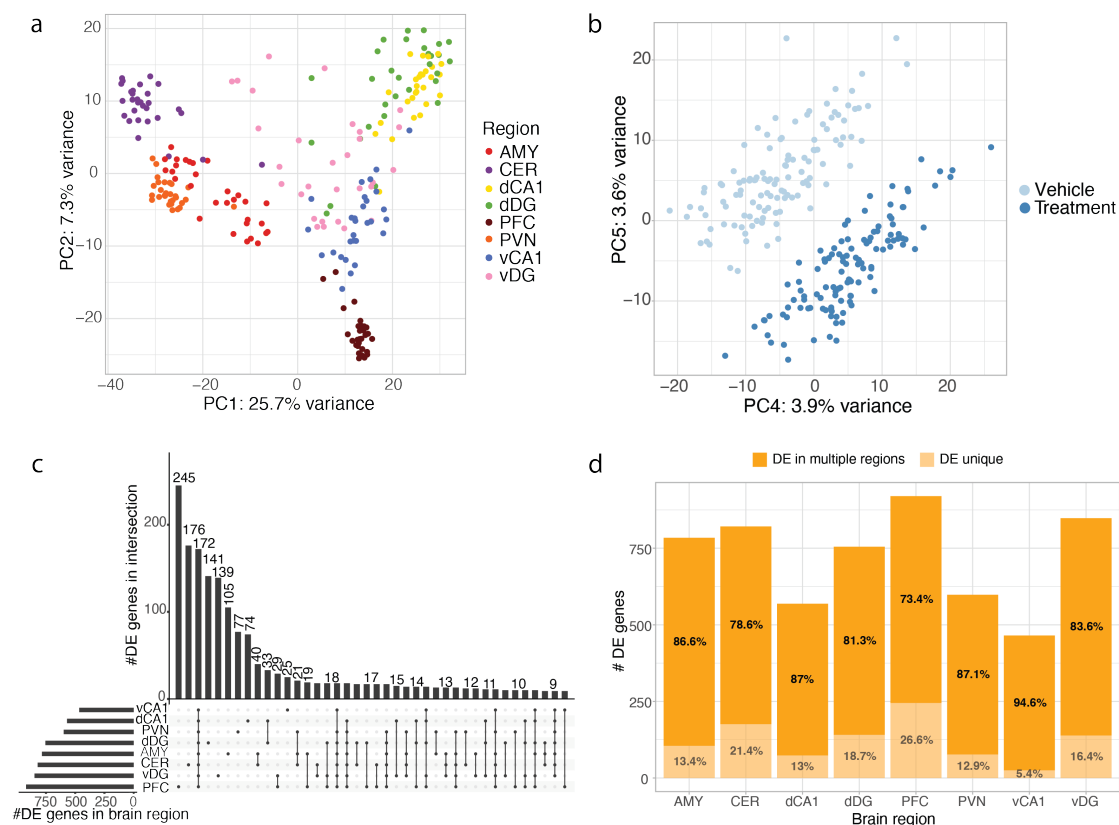 a
20
10
0
−10
−20
PC2: 7.3% variance
−40
−20
0
20
PC1: 25.7% variance
Region
AMY
CER
dCA1
dDG
PFC
PVN
vCA1
vDG
b
20
10
0
−10
PC5: 3.6% variance
−20
−10
0
10
20
PC4: 3.9% variance
Vehicle
Treatment
c
#DE genes in intersection
200
100
0
245
176
172
141
139
105
77
74
40
33
29
25
21
19
18
17
15
14
13
12
11
10
9
vCA1
dCA1
PVN
dDG
AMY
CER
vDG
PFC
750
500
250
0
#DE genes in brain region
d
DE in multiple regions
DE unique
# DE genes
750
500
250
0
86.6%
78.6%
87%
81.3%
73.4%
87.1%
94.6%
83.6%
13.4%
21.4%
13%
18.7%
26.6%
12.9%
5.4%
16.4%
AMY
CER
dCA1
dDG
PFC
PVN
vCA1
vDG
Brain region